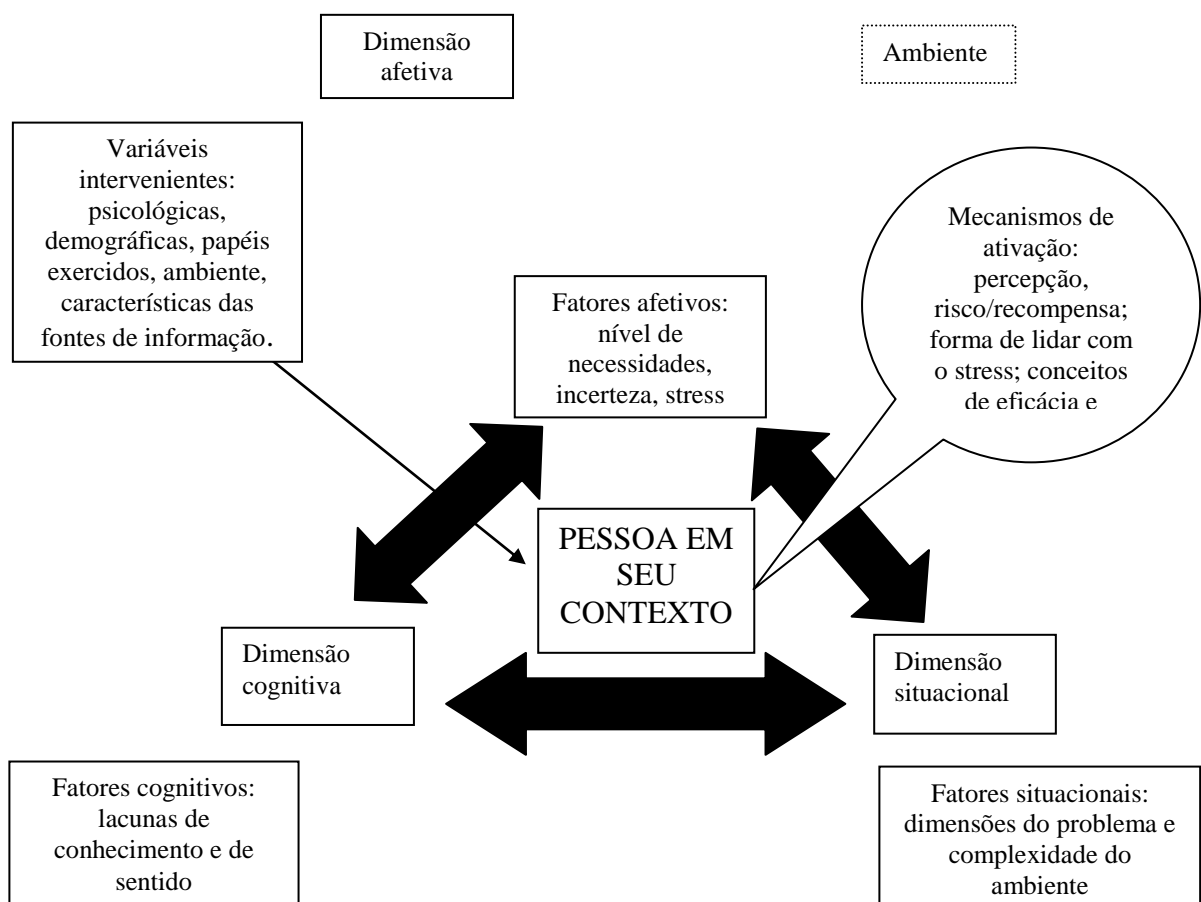 Dimensão
afetiva
Ambiente
Variáveis
intervenientes:
psicológicas,
demográficas, papéis
exercidos, ambiente,
características das
fontes de informação.
Mecanismos de
ativação:
percepção,
risco/recompensa;
forma de lidar com
o stress; conceitos
de eficácia e
Fatores afetivos:
nível de
necessidades,
incerteza, stress
PESSOA EM
SEU
CONTEXTO
Dimensão
cognitiva
Dimensão
situacional
Fatores cognitivos:
lacunas de
conhecimento e de
sentido
Fatores situacionais:
dimensões do problema e
complexidade do
ambiente